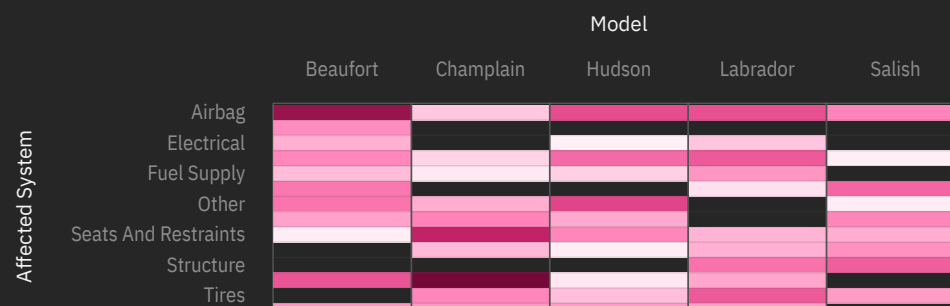 Model
Beaufort Champlain Hudson Labrador Salish
Affected System
Airbag
Electrical
Fuel Supply
Other
Seats And Restraints
Structure
Tires